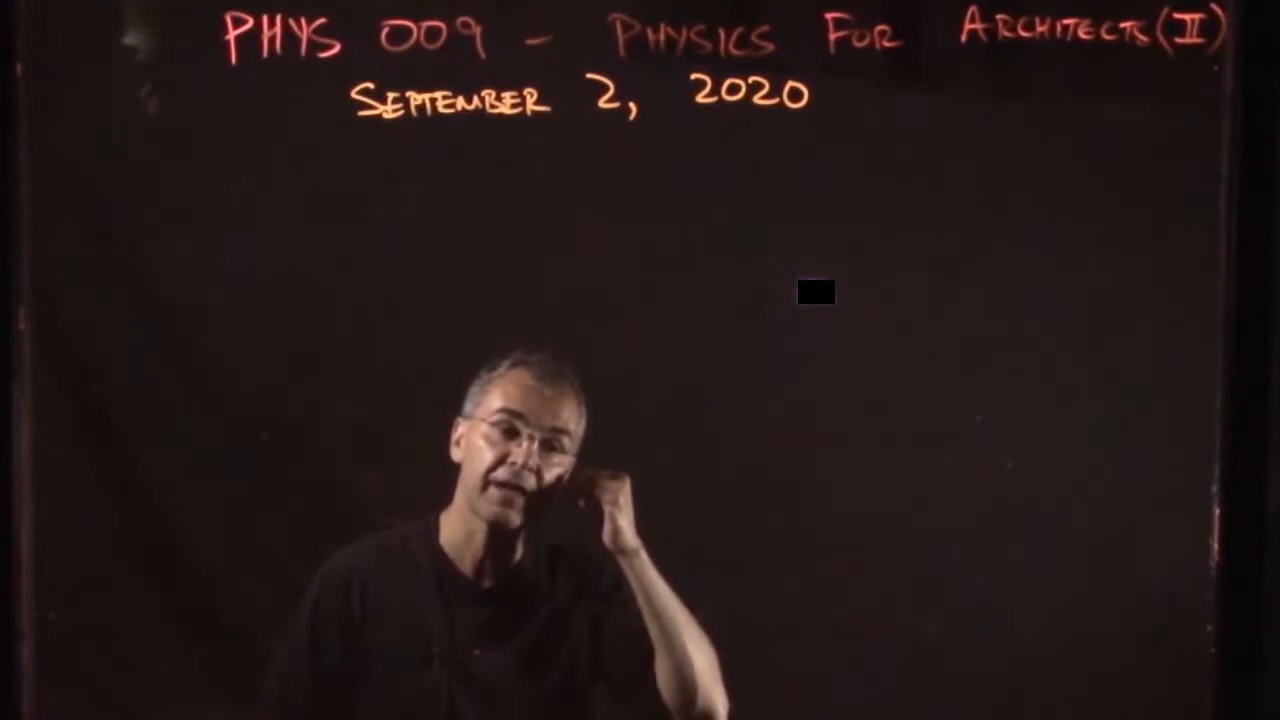 PHYS 009 - PHYSICS FOR ARCHITECTS (II)
SEPTEMBER 2, 2020